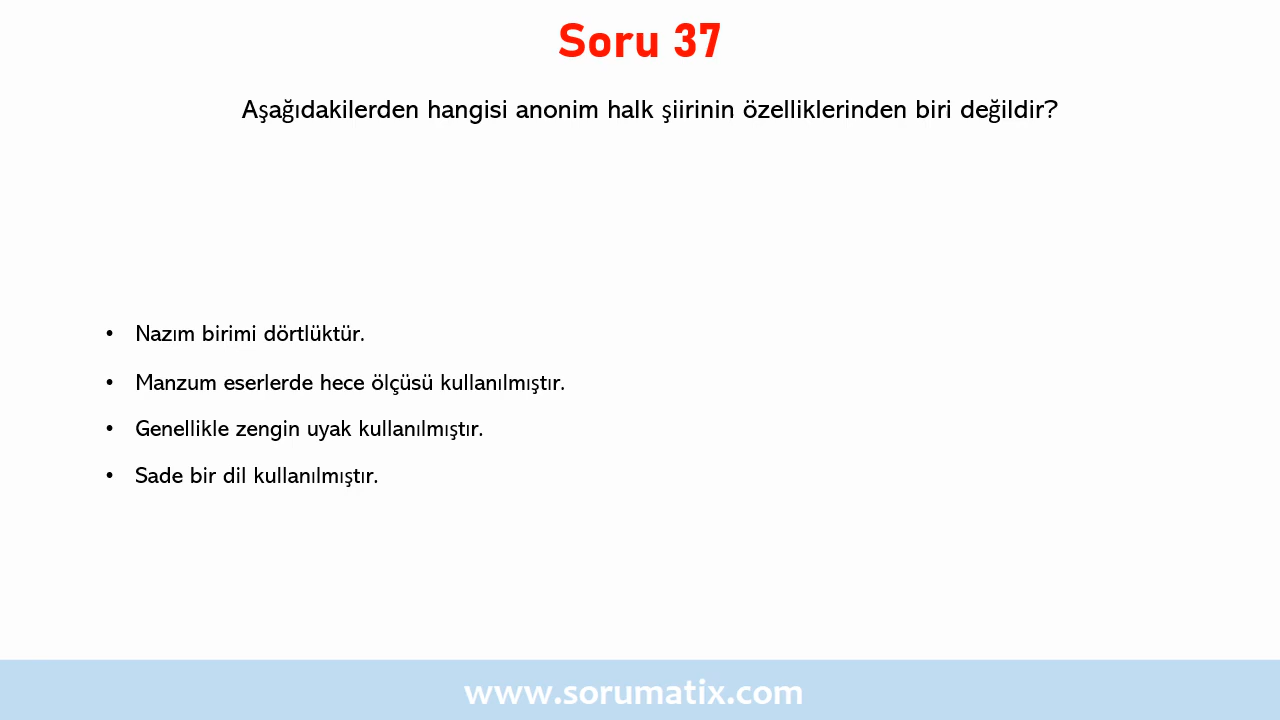 Soru 37
Aşağıdakilerden hangisi anonim halk şiirinin özelliklerinden biri değildir?
• Nazım birimi dörtlüktür.
• Manzum eserlerde hece ölçüsü kullanılmıştır.
• Genellikle zengin uyak kullanılmıştır.
• Sade bir dil kullanılmıştır.
www.sorumatix.com